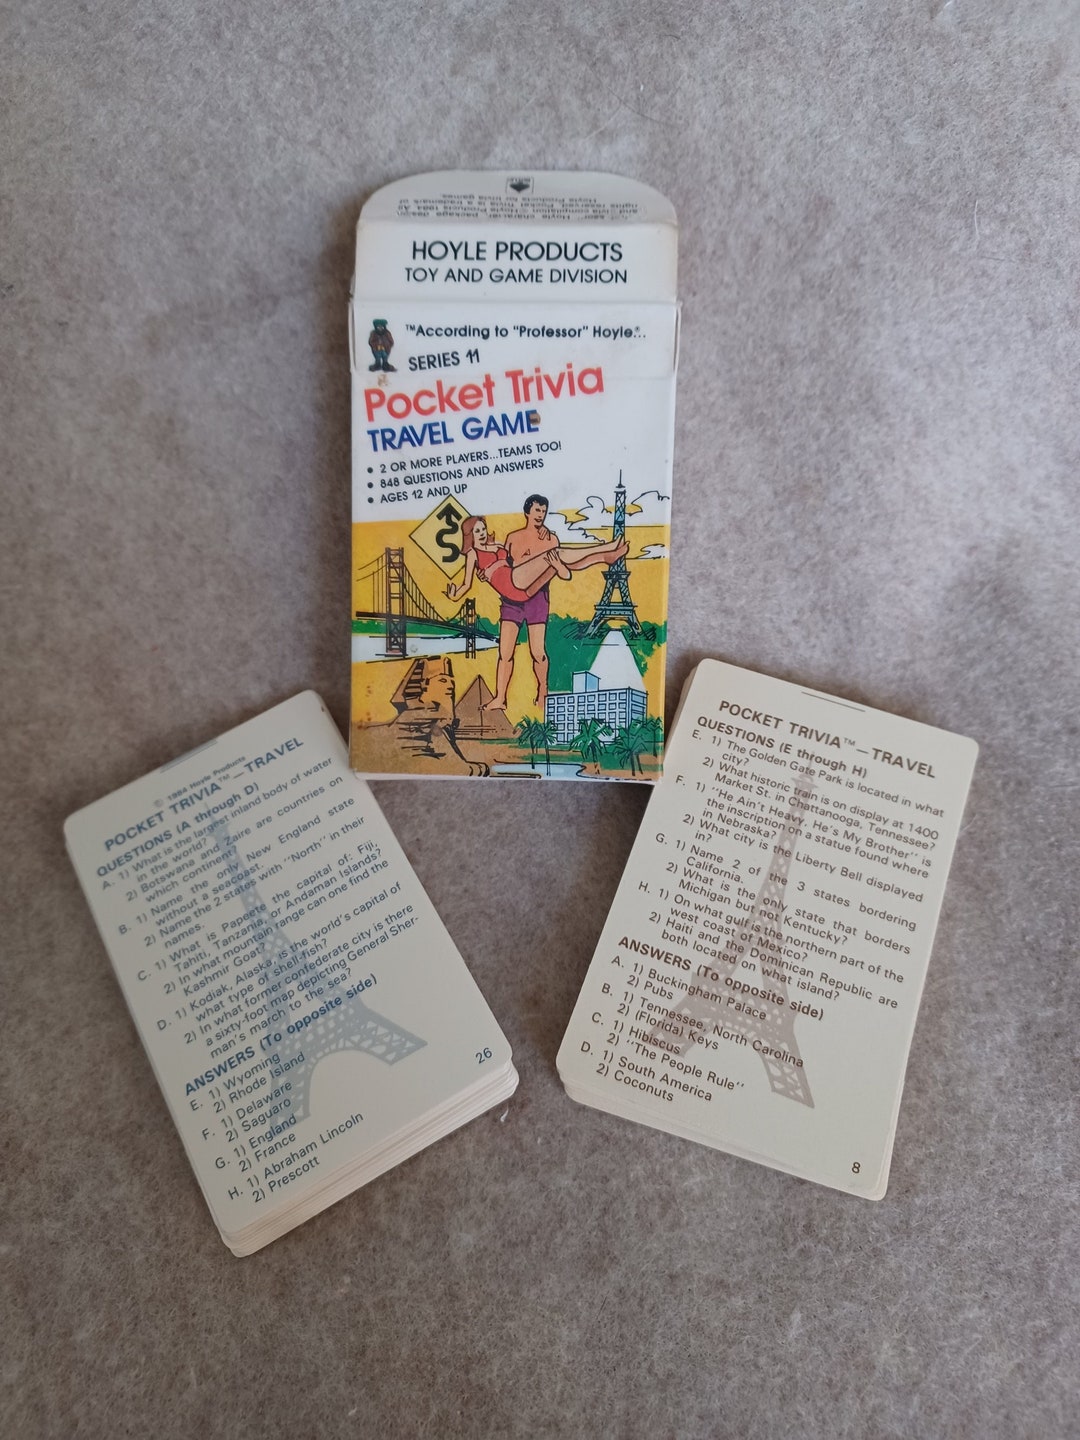 HOYLE PRODUCTS
TOY AND GAME DIVISION
™According to "Professor" Hoyle®...
SERIES 11
Pocket Trivia
TRAVEL GAME
• 2 OR MORE PLAYERS...TEAMS TOO!
• 848 QUESTIONS AND ANSWERS
• AGES 12 AND UP
© 1984 Hoyle Products
POCKET TRIVIA™—TRAVEL
QUESTIONS (A through D)
A. 1) What is the largest inland body of water
in the world?
2) Botswana and Zaire are countries on
which continent?
B. 1) Name the only New England state
without a seacoast.
2) Name the 2 states with "North" in their
names.
C. 1) What is Papeete the capital of: Fiji,
Tahiti, Tanzania, or Andaman Islands?
2) In what mountain range can one find the
Kashmir Goat?
D. 1) Kodiak, Alaska, is the world's capital of
what type of shell-fish?
2) In what former confederate city is there
a sixty-foot map depicting General Sher-
man's march to the sea?
ANSWERS (To opposite side)
E. 1) Wyoming
2) Rhode Island
F. 1) Delaware
2) Saguaro
G. 1) England
2) France
H. 1) Abraham Lincoln
2) Prescott
26
POCKET TRIVIA™—TRAVEL
QUESTIONS (E through H)
E. 1) The Golden Gate Park is located in what
city?
2) What historic train is on display at 1400
Market St. in Chattanooga, Tennessee?
F. 1) "He Ain't Heavy, He's My Brother" is
the inscription on a statue found where
in Nebraska?
2) What city is the Liberty Bell displayed
in?
G. 1) Name 2 of the 3 states bordering
California.
2) What is the only state that borders
Michigan but not Kentucky?
H. 1) On what gulf is the northern part of the
west coast of Mexico?
2) Haiti and the Dominican Republic are
both located on what island?
ANSWERS (To opposite side)
A. 1) Buckingham Palace
2) Pubs
B. 1) Tennessee, North Carolina
2) (Florida) Keys
C. 1) Hibiscus
2) "The People Rule"
D. 1) South America
2) Coconuts
8